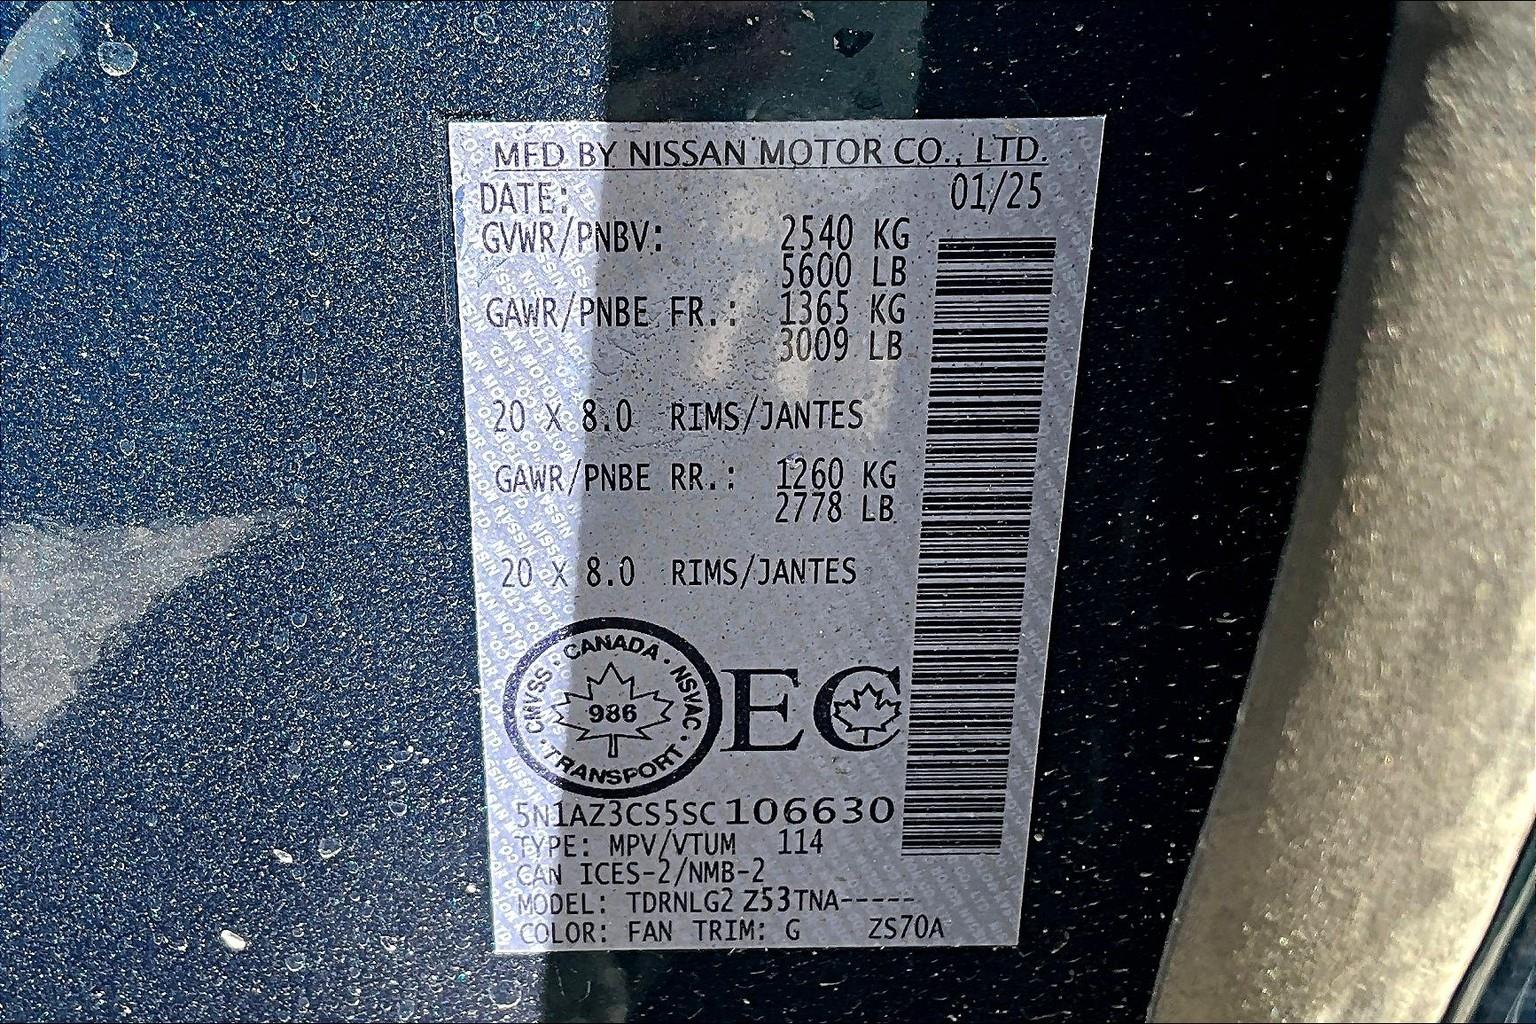 MFD BY NISSAN MOTOR CO., LTD.
DATE: 01/25
GVWR/PNBV: 2540 KG
5600 LB
GAWR/PNBE FR.: 1365 KG
3009 LB
20 X 8.0 RIMS/JANTES
GAWR/PNBE RR.: 1260 KG
2778 LB
20 X 8.0 RIMS/JANTES
CMVSS · CANADA · NSVAC · TRANSPORT
986
EC
5N1AZ3CS5SC106630
TYPE: MPV/VTUM 114
CAN ICES-2/NMB-2
MODEL: TDRNLG2 Z53TNA-----
COLOR: FAN TRIM: G ZS70A